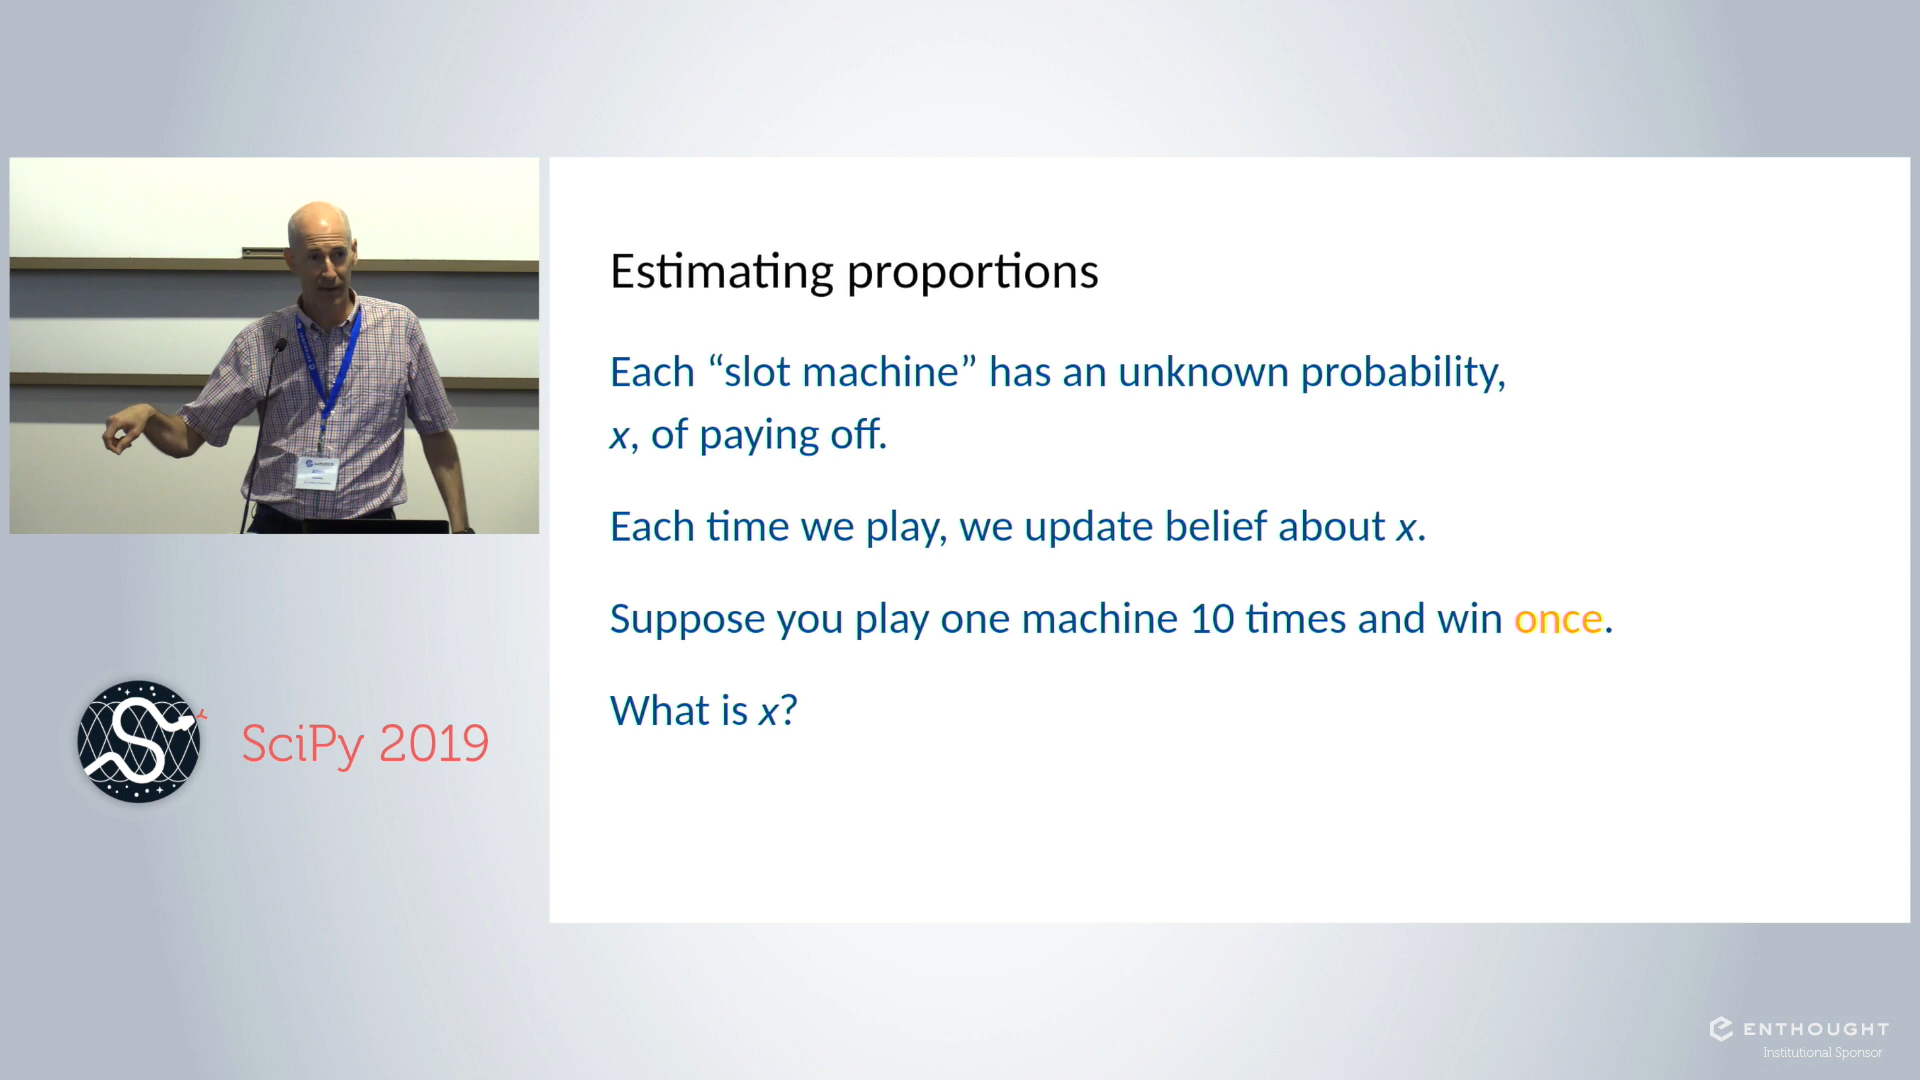 Estimating proportions
Each “slot machine” has an unknown probability,
x, of paying off.
Each time we play, we update belief about x.
Suppose you play one machine 10 times and win once.
What is x?
SciPy 2019
ENTHOUGHT
Institutional Sponsor